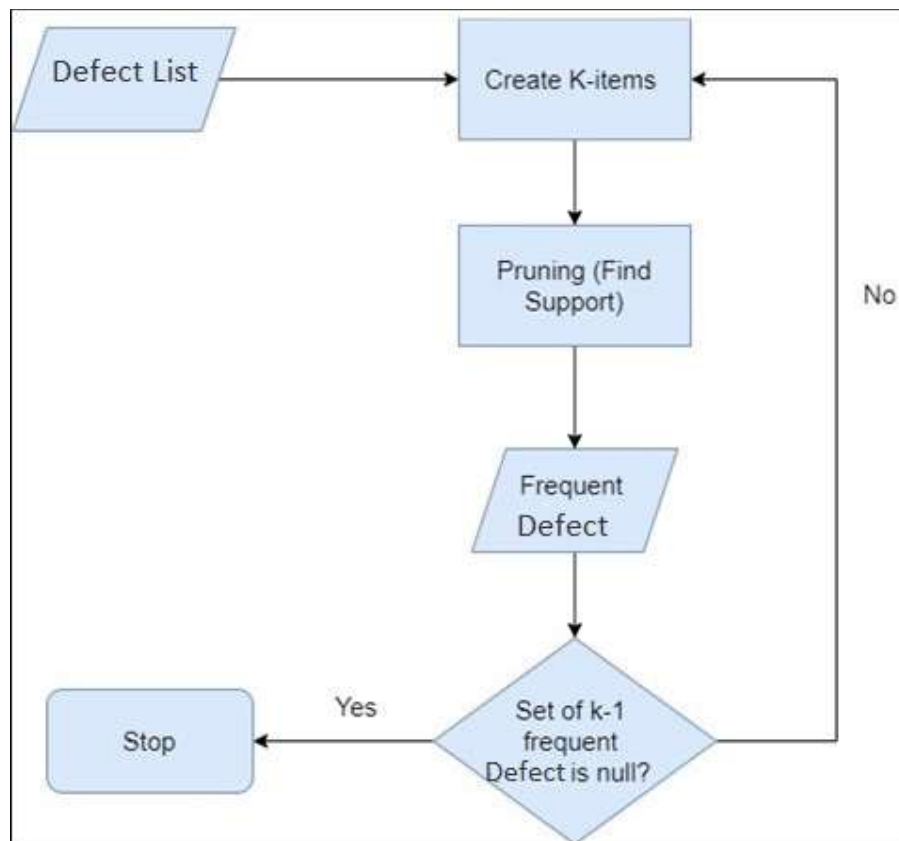 Defect List
Create K-items
Pruning (Find
Support)
No
Frequent
Defect
Yes
Stop
Set of k-1
frequent
Defect is null?